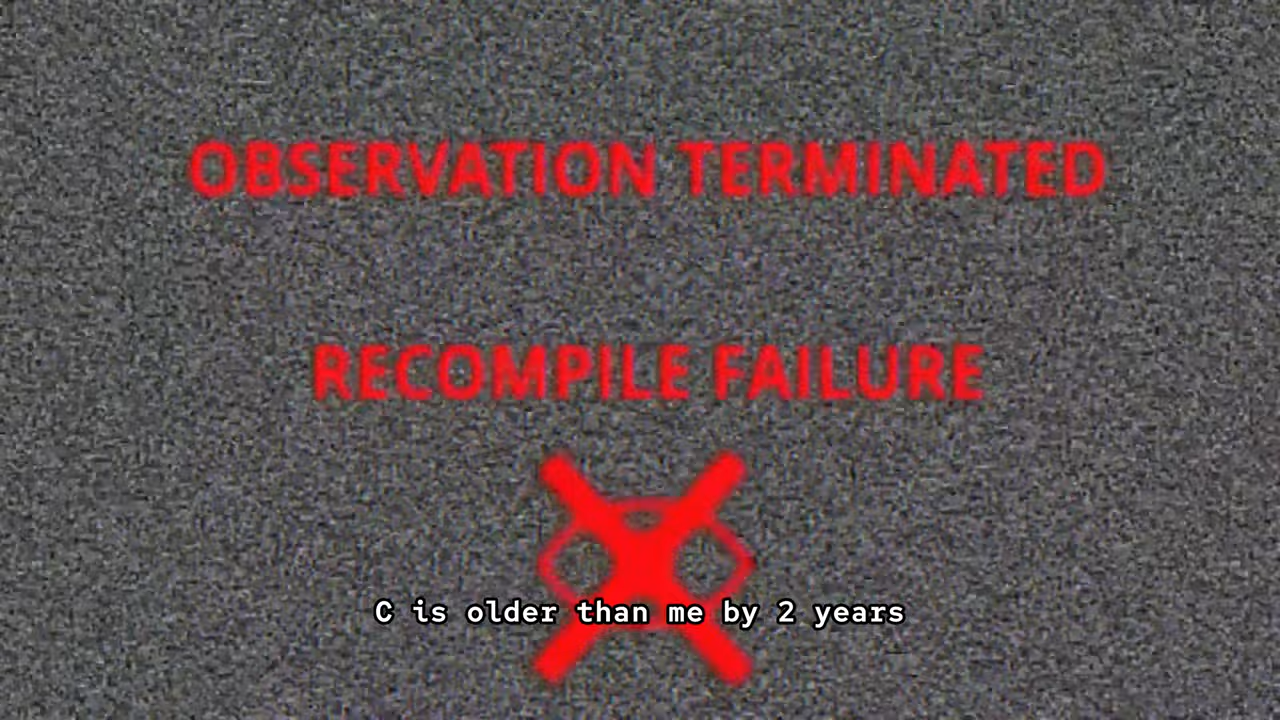 OBSERVATION TERMINATED
RECOMPILE FAILURE
C is older than me by 2 years